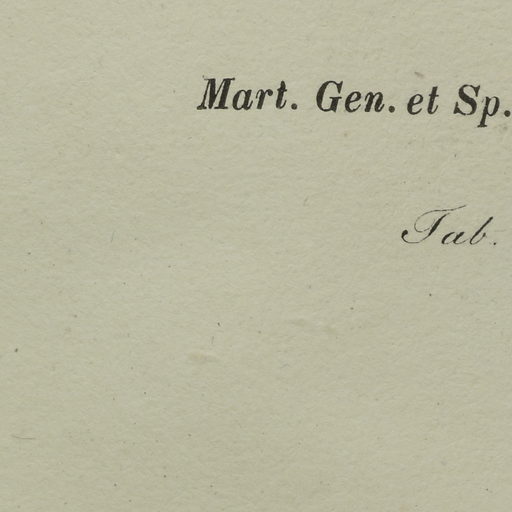 Mart. Gen. et Sp.
Tab.